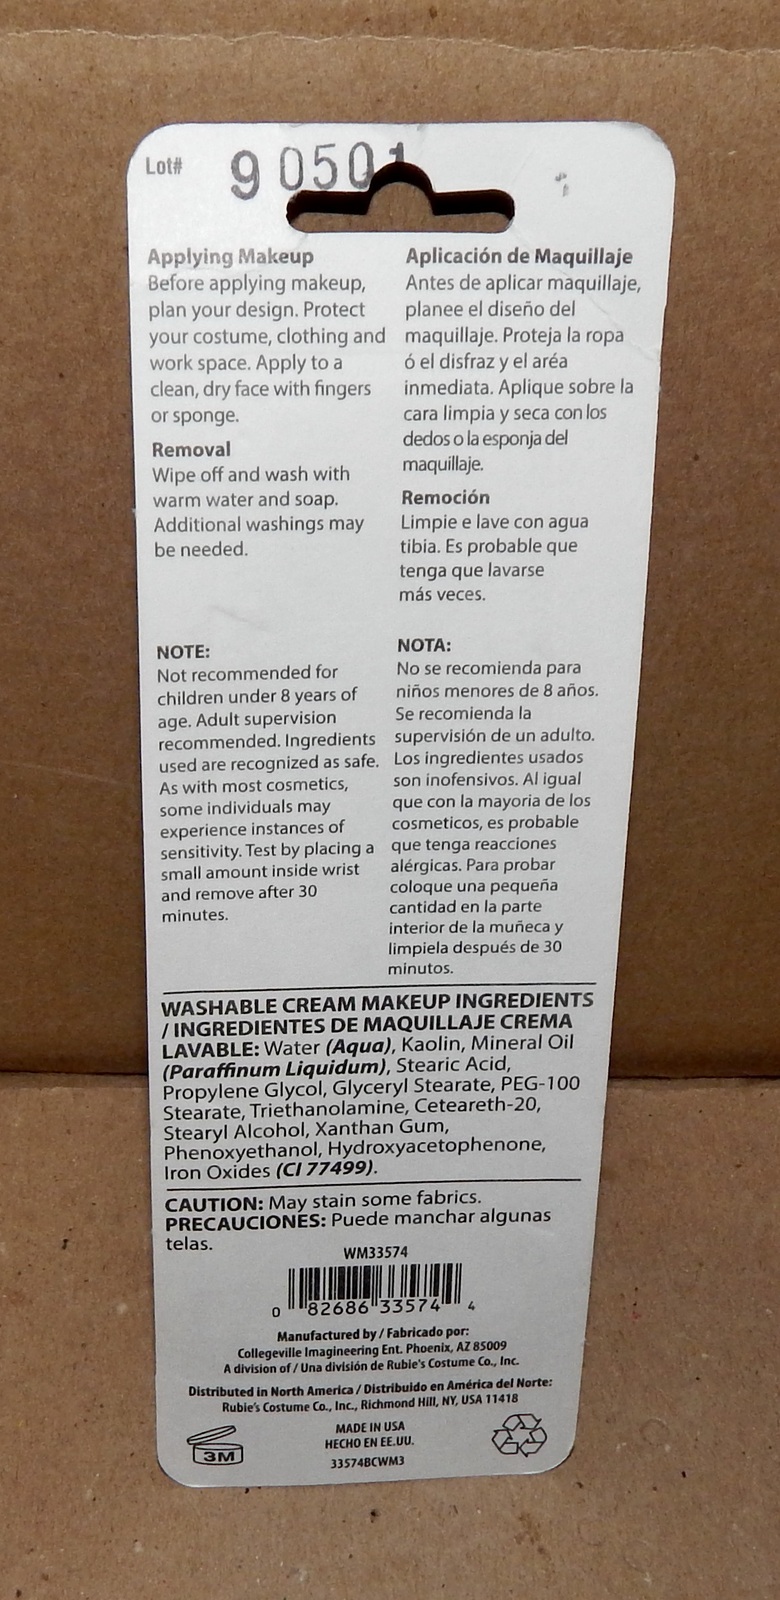 Lot# 90501
Applying Makeup
Before applying makeup,
plan your design. Protect
your costume, clothing and
work space. Apply to a
clean, dry face with fingers
or sponge.
Removal
Wipe off and wash with
warm water and soap.
Additional washings may
be needed.
Aplicación de Maquillaje
Antes de aplicar maquillaje,
planee el diseño del
maquillaje. Proteja la ropa
ó el disfraz y el aréa
inmediata. Aplique sobre la
cara limpia y seca con los
dedos o la esponja del
maquillaje.
Remoción
Limpie e lave con agua
tibia. Es probable que
tenga que lavarse
más veces.
NOTE:
Not recommended for
children under 8 years of
age. Adult supervision
recommended. Ingredients
used are recognized as safe.
As with most cosmetics,
some individuals may
experience instances of
sensitivity. Test by placing a
small amount inside wrist
and remove after 30
minutes.
NOTA:
No se recomienda para
niños menores de 8 años.
Se recomienda la
supervisión de un adulto.
Los ingredientes usados
son inofensivos. Al igual
que con la mayoria de los
cosmeticos, es probable
que tenga reacciones
alérgicas. Para probar
coloque una pequeña
cantidad en la parte
interior de la muñeca y
limpiela después de 30
minutos.
WASHABLE CREAM MAKEUP INGREDIENTS
/ INGREDIENTES DE MAQUILLAJE CREMA
LAVABLE: Water (Aqua), Kaolin, Mineral Oil
(Paraffinum Liquidum), Stearic Acid,
Propylene Glycol, Glyceryl Stearate, PEG-100
Stearate, Triethanolamine, Ceteareth-20,
Stearyl Alcohol, Xanthan Gum,
Phenoxyethanol, Hydroxyacetophenone,
Iron Oxides (CI 77499).
CAUTION: May stain some fabrics.
PRECAUCIONES: Puede manchar algunas
telas.
WM33574
0 82686 33574 4
Manufactured by / Fabricado por:
Collegeville Imagineering Ent. Phoenix, AZ 85009
A division of / Una división de Rubie's Costume Co., Inc.
Distributed in North America / Distribuido en América del Norte:
Rubie's Costume Co., Inc., Richmond Hill, NY, USA 11418
MADE IN USA
HECHO EN EE.UU.
33574BCWM3
3M